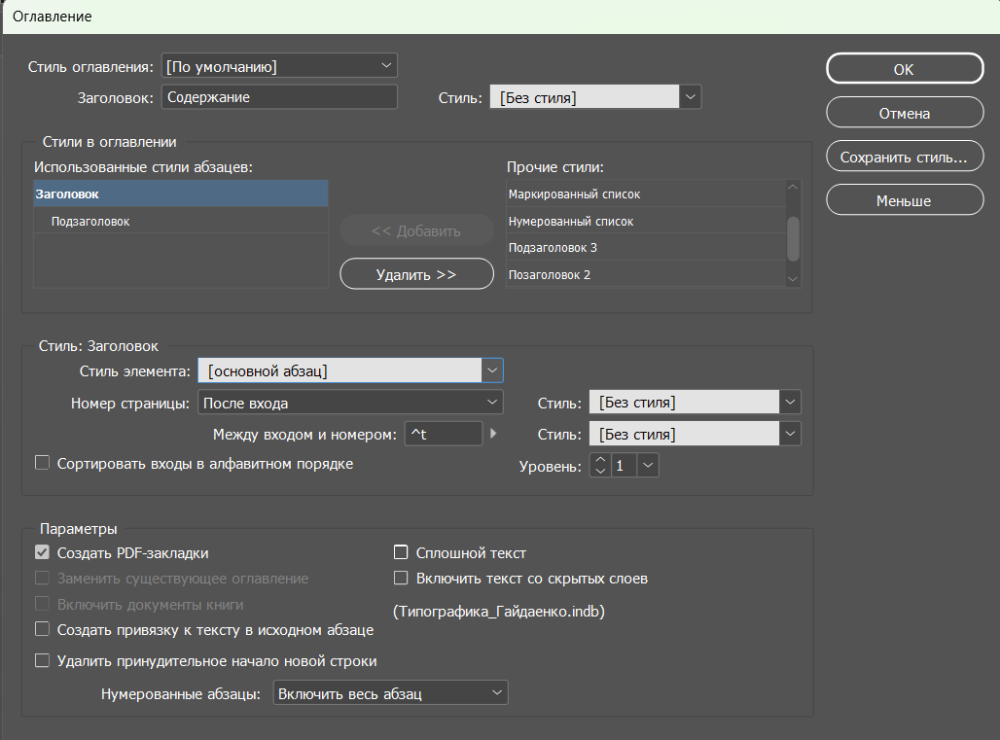 Оглавление
Стиль оглавления: [По умолчанию]
OK
Заголовок: Содержание Стиль: [Без стиля]
Отмена
Стили в оглавлении
Сохранить стиль...
Использованные стили абзацев: Прочие стили:
Заголовок Маркированный список
Меньше
Подзаголовок Нумерованный список
<< Добавить
Подзаголовок 3
Удалить >> Позаголовок 2
Стиль: Заголовок
Стиль элемента: [основной абзац]
Номер страницы: После входа Стиль: [Без стиля]
Между входом и номером: ^t Стиль: [Без стиля]
Сортировать входы в алфавитном порядке Уровень: 1
Параметры
Создать PDF-закладки Сплошной текст
Заменить существующее оглавление Включить текст со скрытых слоев
Включить документы книги (Типографика_Гайдаенко.indb)
Создать привязку к тексту в исходном абзаце
Удалить принудительное начало новой строки
Нумерованные абзацы: Включить весь абзац